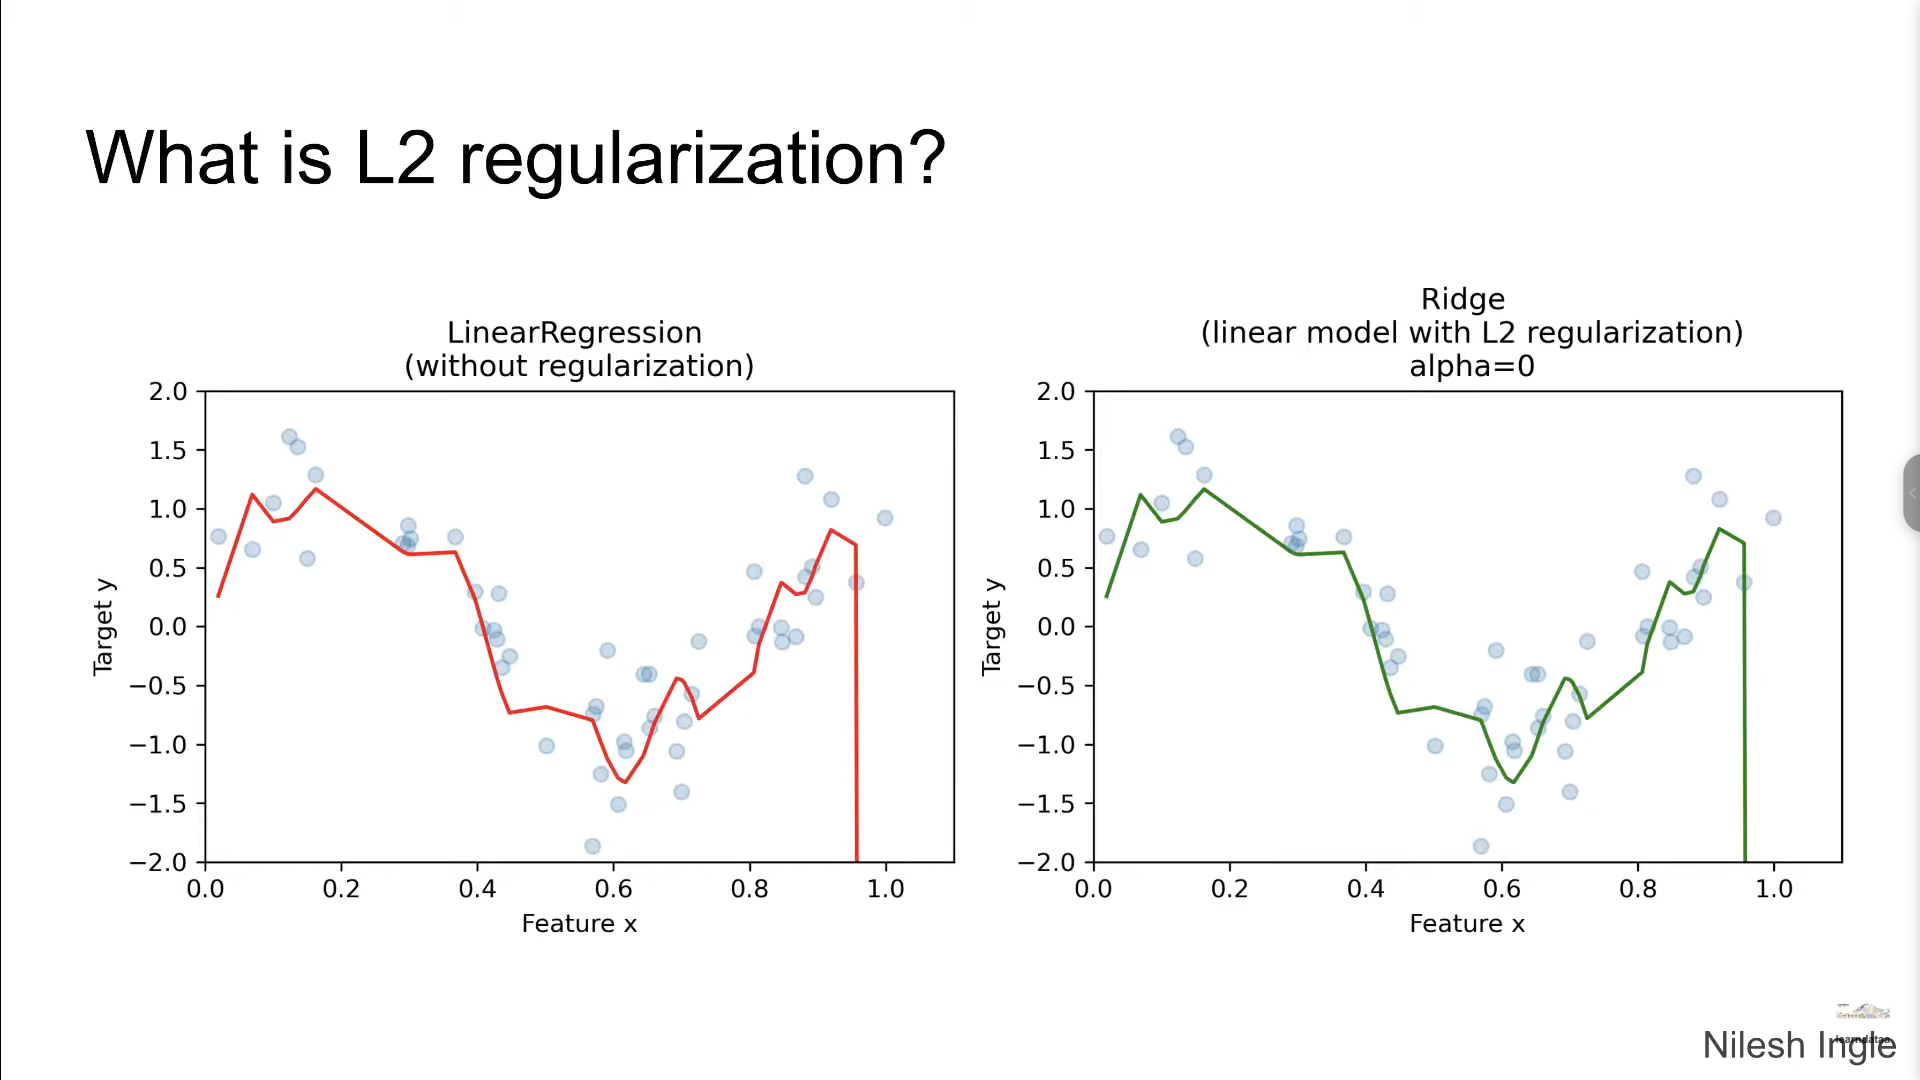 What is L2 regularization?
LinearRegression
(without regularization)
2.0
1.5
1.0
0.5
0.0
−0.5
−1.0
−1.5
−2.0
Target y
0.0 0.2 0.4 0.6 0.8 1.0
Feature x
Ridge
(linear model with L2 regularization)
alpha=0
2.0
1.5
1.0
0.5
0.0
−0.5
−1.0
−1.5
−2.0
Target y
0.0 0.2 0.4 0.6 0.8 1.0
Feature x
Nilesh Ingle